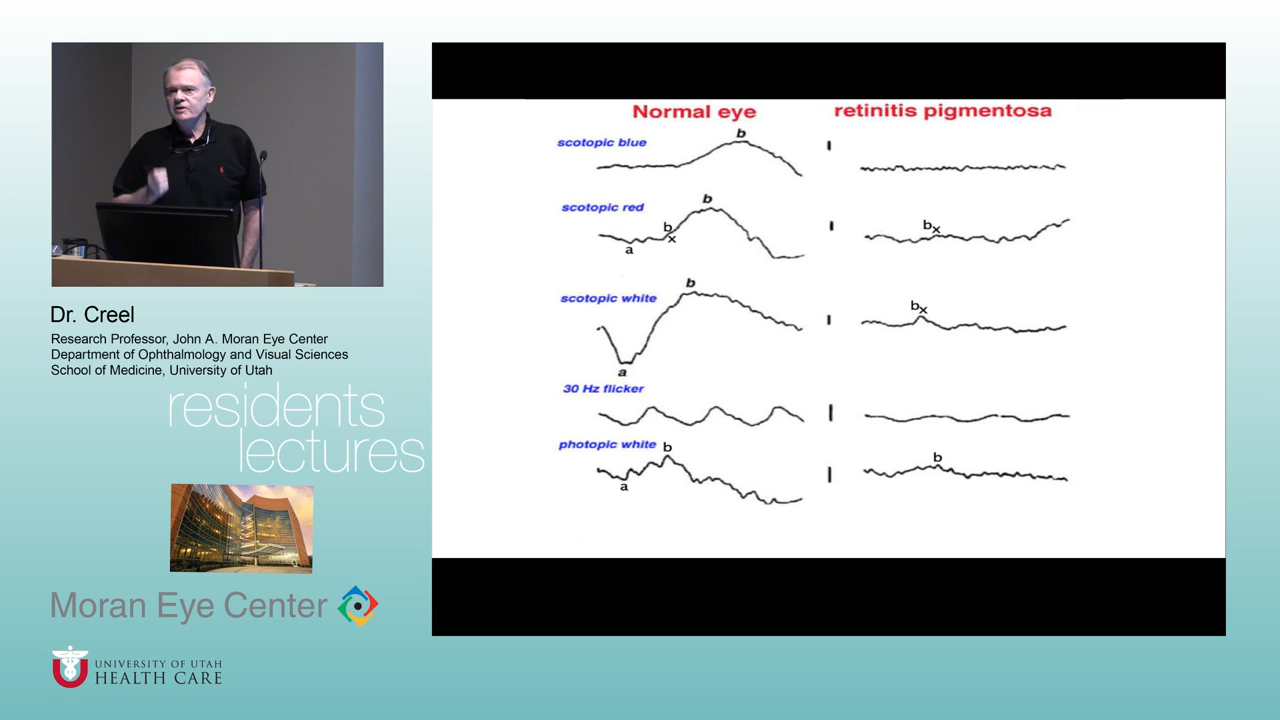 Dr. Creel
Research Professor, John A. Moran Eye Center
Department of Ophthalmology and Visual Sciences
School of Medicine, University of Utah
residents
lectures
Moran Eye Center
U UNIVERSITY OF UTAH
HEALTH CARE
Normal eye retinitis pigmentosa
scotopic blue b
scotopic red a b x b bx
scotopic white a b bx
30 Hz flicker
photopic white a b b